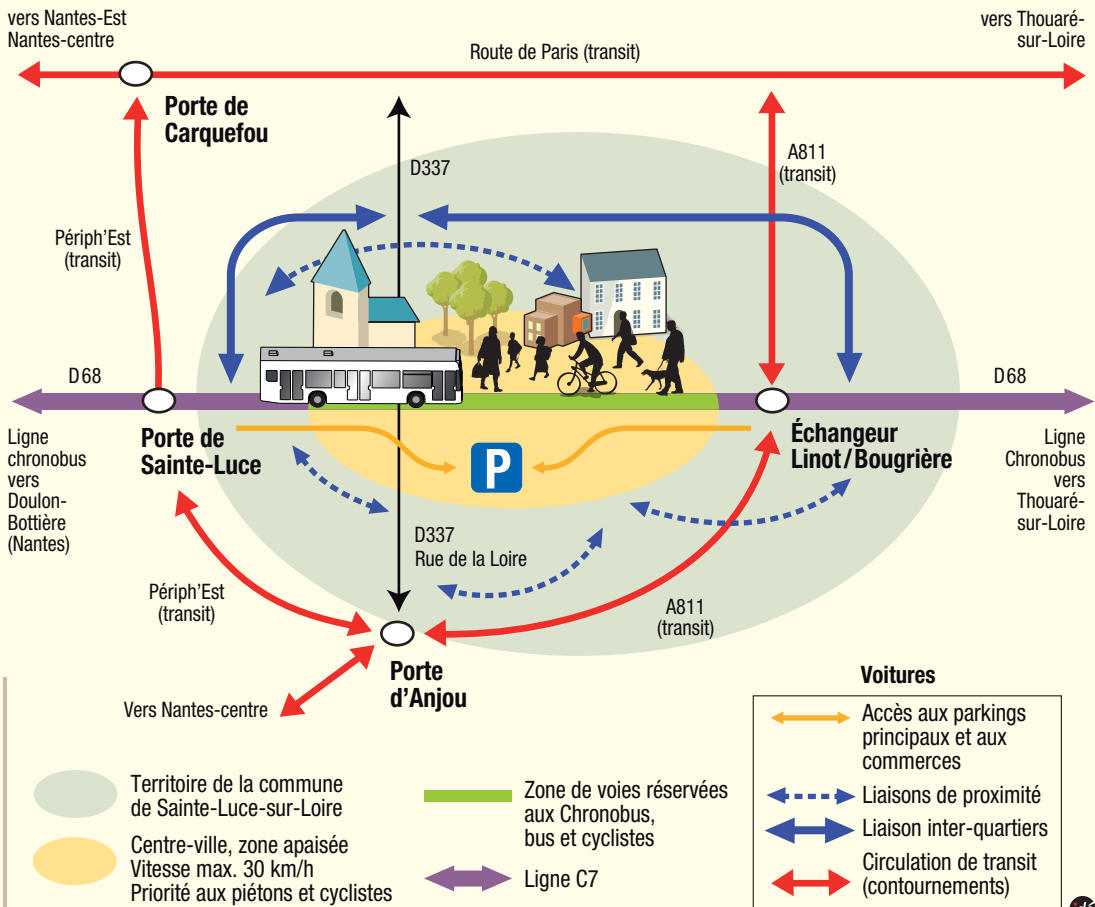 vers Nantes-Est
Nantes-centre
vers Thouaré-
sur-Loire
Route de Paris (transit)
Porte de
Carquefou
D337
A811
(transit)
Périph'Est
(transit)
D68
D68
Ligne
chronobus
vers
Doulon-
Bottière
(Nantes)
Porte de
Sainte-Luce
P
Échangeur
Linot/Bougrière
Ligne
Chronobus
vers
Thouaré-
sur-Loire
D337
Rue de la Loire
Périph'Est
(transit)
A811
(transit)
Porte
d'Anjou
Vers Nantes-centre
Territoire de la commune
de Sainte-Luce-sur-Loire
Centre-ville, zone apaisée
Vitesse max. 30 km/h
Priorité aux piétons et cyclistes
Zone de voies réservées
aux Chronobus,
bus et cyclistes
Ligne C7
Voitures
Accès aux parkings
principaux et aux
commerces
Liaisons de proximité
Liaison inter-quartiers
Circulation de transit
(contournements)